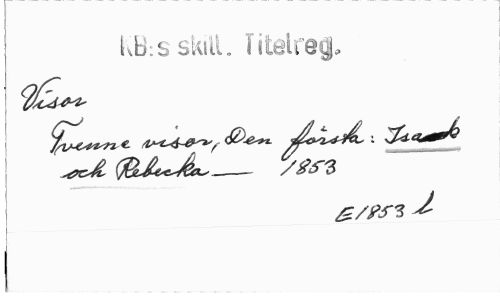 KB:s skill. Titelreg.
Visor
Tvenne visor, Den första: Isaak
och Rebecka — 1853
E1853 l